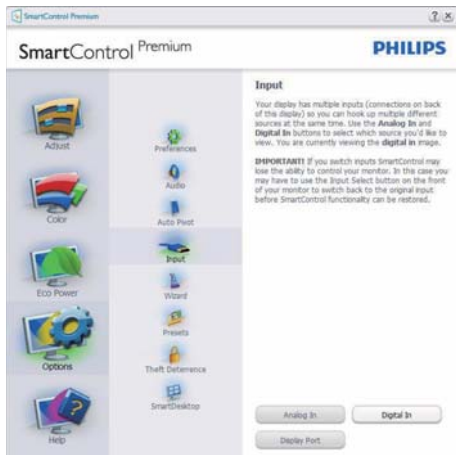 SmartControl Premium
SmartControl Premium
PHILIPS
Adjust
Color
Eco Power
Options
Help
Preferences
Audio
Auto Pivot
Input
Wizard
Presets
Theft Deterrence
SmartDesktop
Input
Your display has multiple inputs (connections on back
of this display) so you can hook up multiple different
sources at the same time. Use the Analog In and
Digital In buttons to select which source you'd like to
view. You are currently viewing the digital in image.
IMPORTANT! If you switch inputs SmartControl may
lose the ability to control your monitor. In this case you
may have to use the Input Select button on the front
of your monitor to switch back to the original input
before SmartControl functionality can be restored.
Analog In
Digital In
Display Port